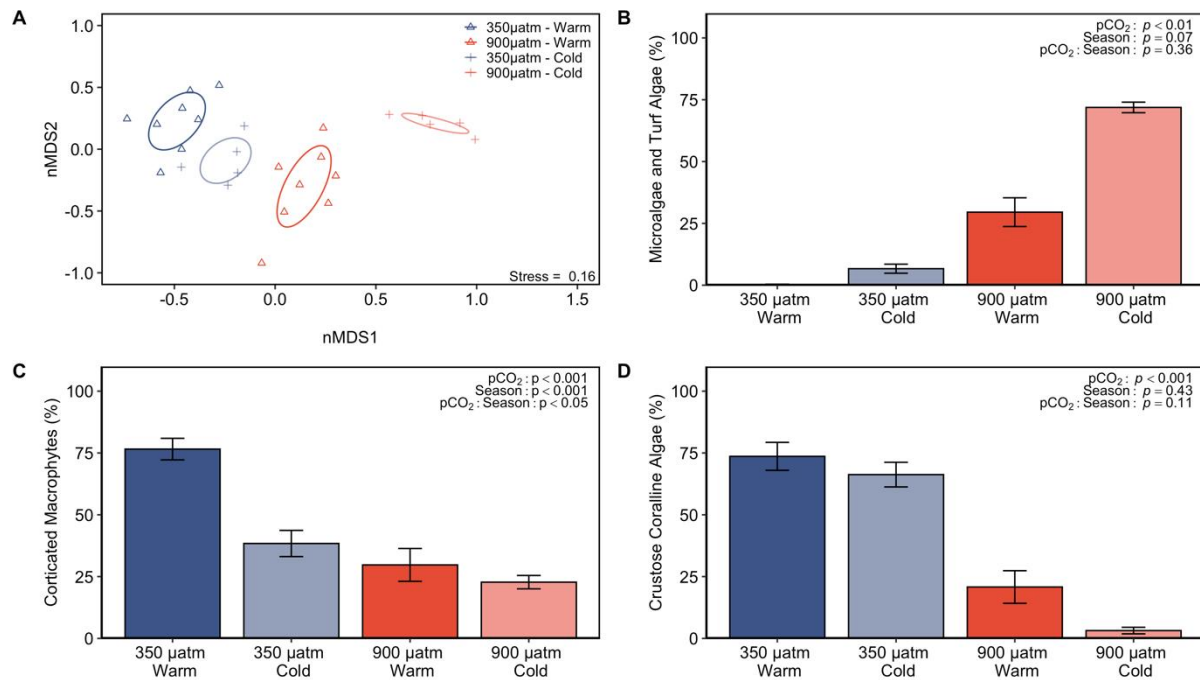 A
1.0
0.5
0.0
-0.5
-1.0
nMDS2
△ 350µatm - Warm
△ 900µatm - Warm
+ 350µatm - Cold
+ 900µatm - Cold
Stress = 0.16
-0.5 0.0 0.5 1.0 1.5
nMDS1
B
100
75
50
25
0
Microalgae and Turf Algae (%)
pCO₂ : p < 0.01
Season : p = 0.07
pCO₂ : Season : p = 0.36
350 µatm 350 µatm 900 µatm 900 µatm
Warm Cold Warm Cold
C
100
75
50
25
0
Corticated Macrophytes (%)
pCO₂ : p < 0.001
Season : p < 0.001
pCO₂ : Season : p < 0.05
350 µatm 350 µatm 900 µatm 900 µatm
Warm Cold Warm Cold
D
100
75
50
25
0
Crustose Coralline Algae (%)
pCO₂ : p < 0.001
Season : p = 0.43
pCO₂ : Season : p = 0.11
350 µatm 350 µatm 900 µatm 900 µatm
Warm Cold Warm Cold